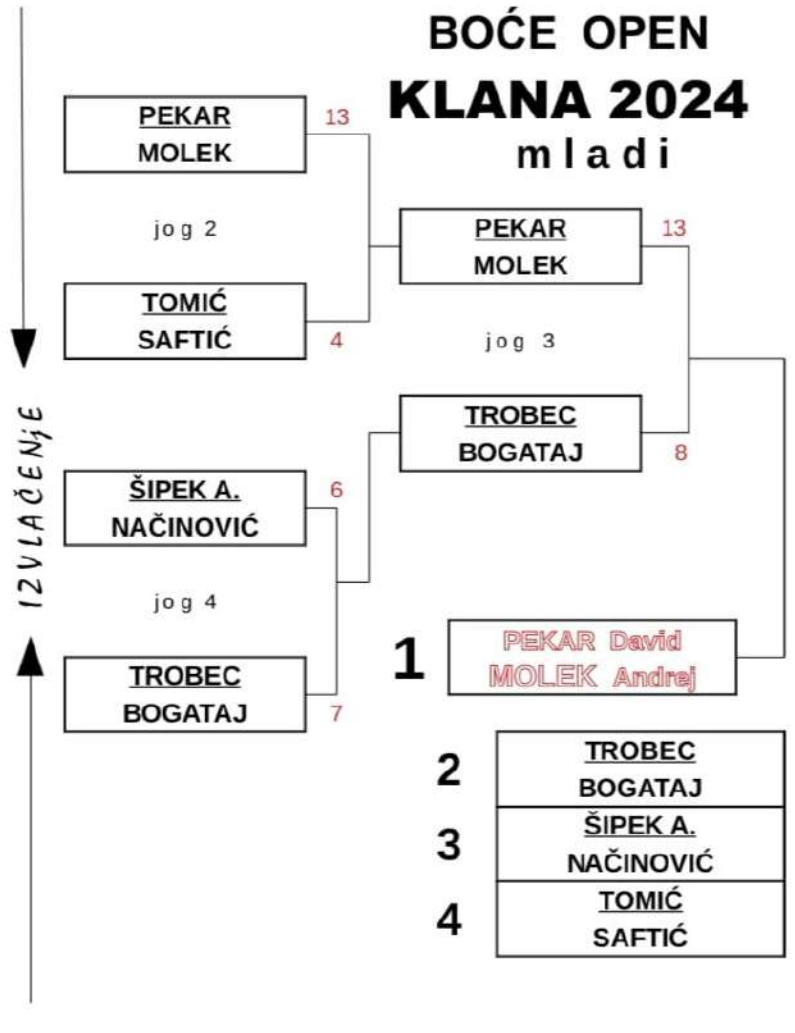 BOĆE OPEN
KLANA 2024
mladi
PEKAR 13
MOLEK
jog 2
TOMIĆ
SAFTIĆ 4
PEKAR 13
MOLEK
jog 3
TROBEC
BOGATAJ 8
IZVLAČENjE
ŠIPEK A. 6
NAČINOVIĆ
jog 4
TROBEC
BOGATAJ 7
1 PEKAR David
MOLEK Andrej
2 TROBEC
BOGATAJ
3 ŠIPEK A.
NAČINOVIĆ
4 TOMIĆ
SAFTIĆ